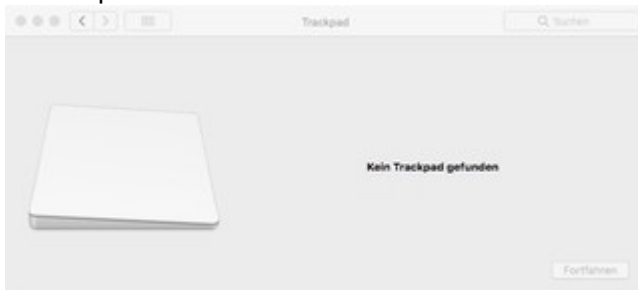 Trackpad
Suchen
Kein Trackpad gefunden
Fortfahren